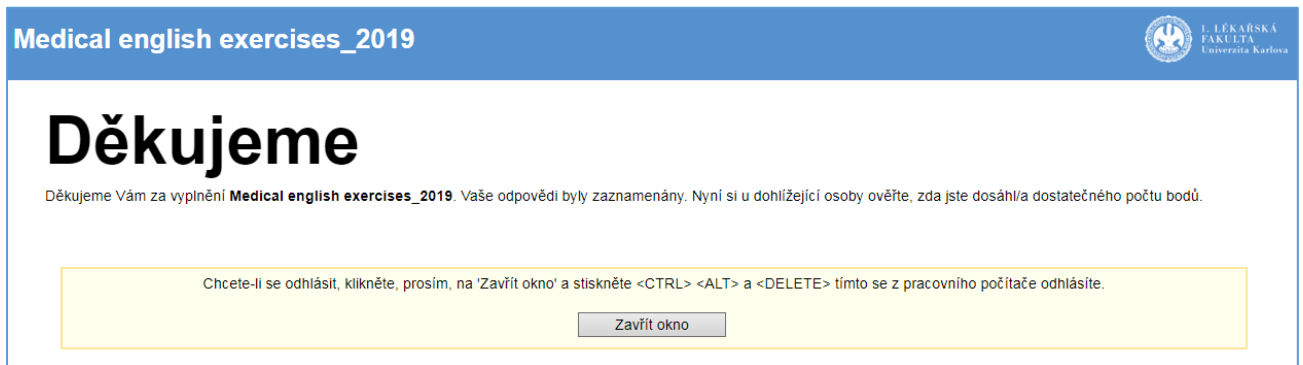 Medical english exercises_2019
1. LÉKAŘSKÁ
FAKULTA
Univerzita Karlova
Děkujeme
Děkujeme Vám za vyplnění Medical english exercises_2019. Vaše odpovědi byly zaznamenány. Nyní si u dohlížející osoby ověřte, zda jste dosáhl/a dostatečného počtu bodů.
Chcete-li se odhlásit, klikněte, prosím, na 'Zavřít okno' a stiskněte <CTRL> <ALT> a <DELETE> tímto se z pracovního počítače odhlásíte.
Zavřít okno